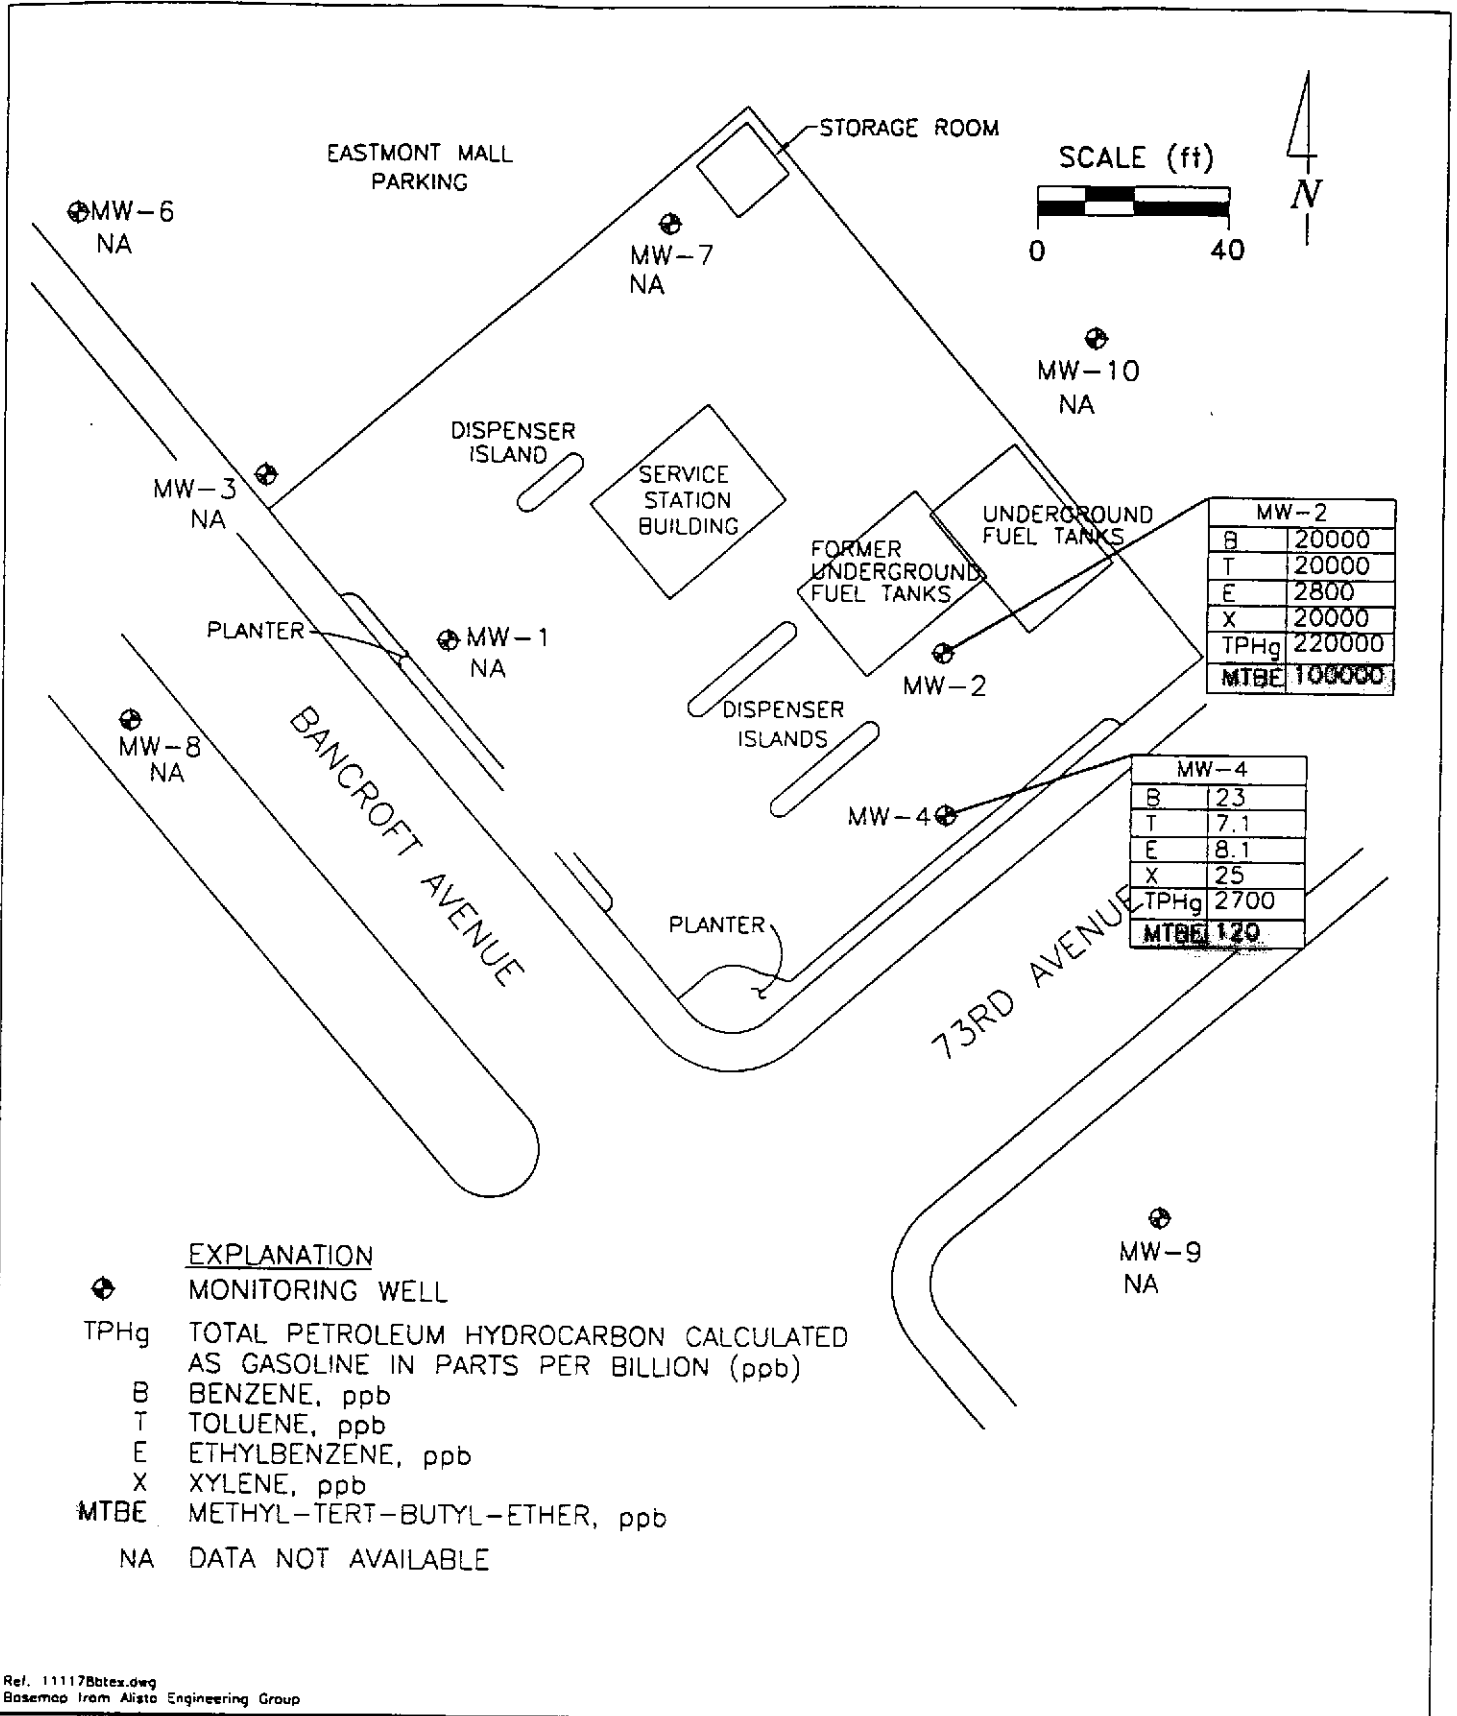 EASTMONT MALL
PARKING
STORAGE ROOM
SCALE (ft)
0 40
N
MW-6
NA
MW-7
NA
MW-10
NA
DISPENSER
ISLAND
SERVICE
STATION
BUILDING
MW-3
NA
UNDERGROUND
FUEL TANKS
FORMER
UNDERGROUND
FUEL TANKS
MW-2
B 20000
T 20000
E 2800
X 20000
TPHg 220000
MTBE 100000
PLANTER
MW-1
NA
MW-2
DISPENSER
ISLANDS
MW-8
NA
BANCROFT AVENUE
MW-4
MW-4
B 23
T 7.1
E 8.1
X 25
TPHg 2700
MTBE 120
PLANTER
73RD AVENUE
MW-9
NA
EXPLANATION
MONITORING WELL
TPHg TOTAL PETROLEUM HYDROCARBON CALCULATED
AS GASOLINE IN PARTS PER BILLION (ppb)
B BENZENE, ppb
T TOLUENE, ppb
E ETHYLBENZENE, ppb
X XYLENE, ppb
MTBE METHYL-TERT-BUTYL-ETHER, ppb
NA DATA NOT AVAILABLE
Ref. 111178btex.dwg
Basemap from Alisto Engineering Group